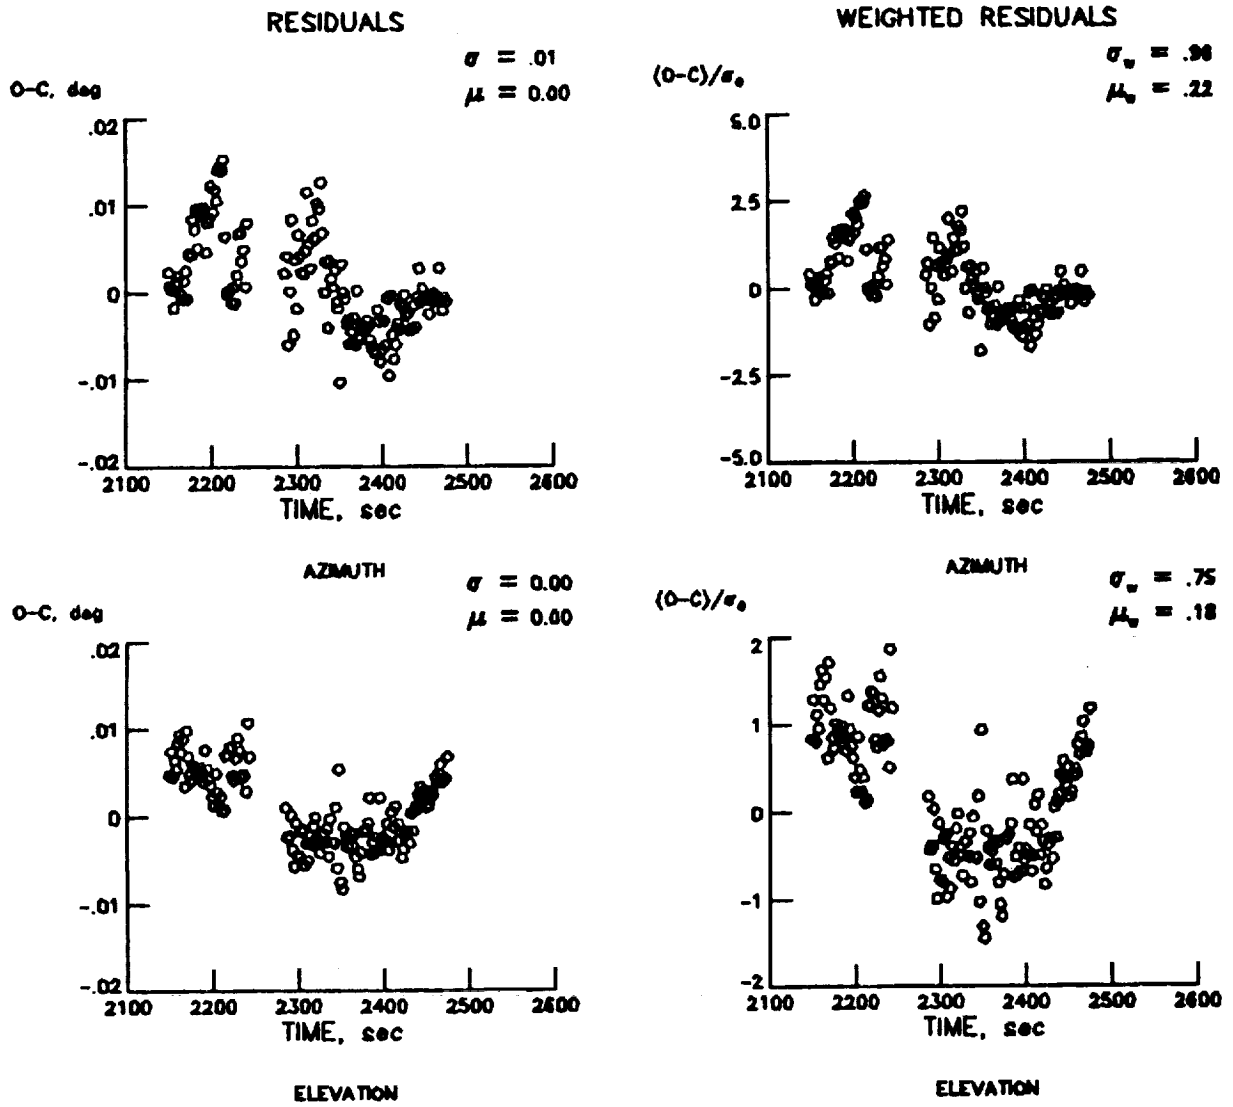 RESIDUALS
σ = .01
μ = 0.00
O-C, deg
.02
.01
0
-.01
-.02
2100 2200 2300 2400 2500 2600
TIME, sec
AZIMUTH
WEIGHTED RESIDUALS
σw = .96
μw = .22
(O-C)/σo
5.0
2.5
0
-2.5
-5.0
2100 2200 2300 2400 2500 2600
TIME, sec
AZIMUTH
σ = 0.00
μ = 0.00
O-C, deg
.02
.01
0
-.01
-.02
2100 2200 2300 2400 2500 2600
TIME, sec
ELEVATION
σw = .75
μw = .18
(O-C)/σo
2
1
0
-1
-2
2100 2200 2300 2400 2500 2600
TIME, sec
ELEVATION